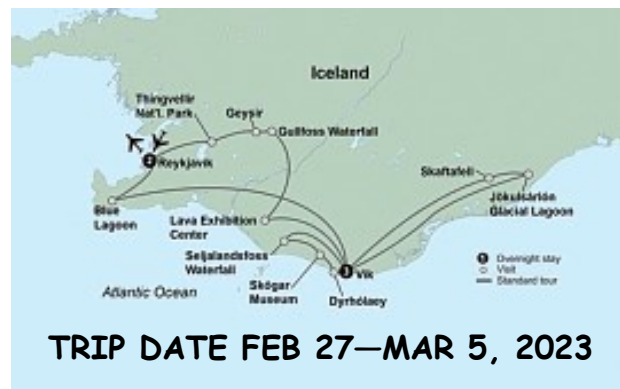 Iceland
Thingvellir
Nat'l. Park
Geysir
Gullfoss Waterfall
2 Reykjavik
Skaftafell
Jökulsárlón
Glacial Lagoon
Blue
Lagoon
Lava Exhibition
Center
Seljalandsfoss
Waterfall
3 Vik
Skógar
Museum
Dyrhólaey
Atlantic Ocean
Overnight stay
Visit
Standard tour
TRIP DATE FEB 27—MAR 5, 2023